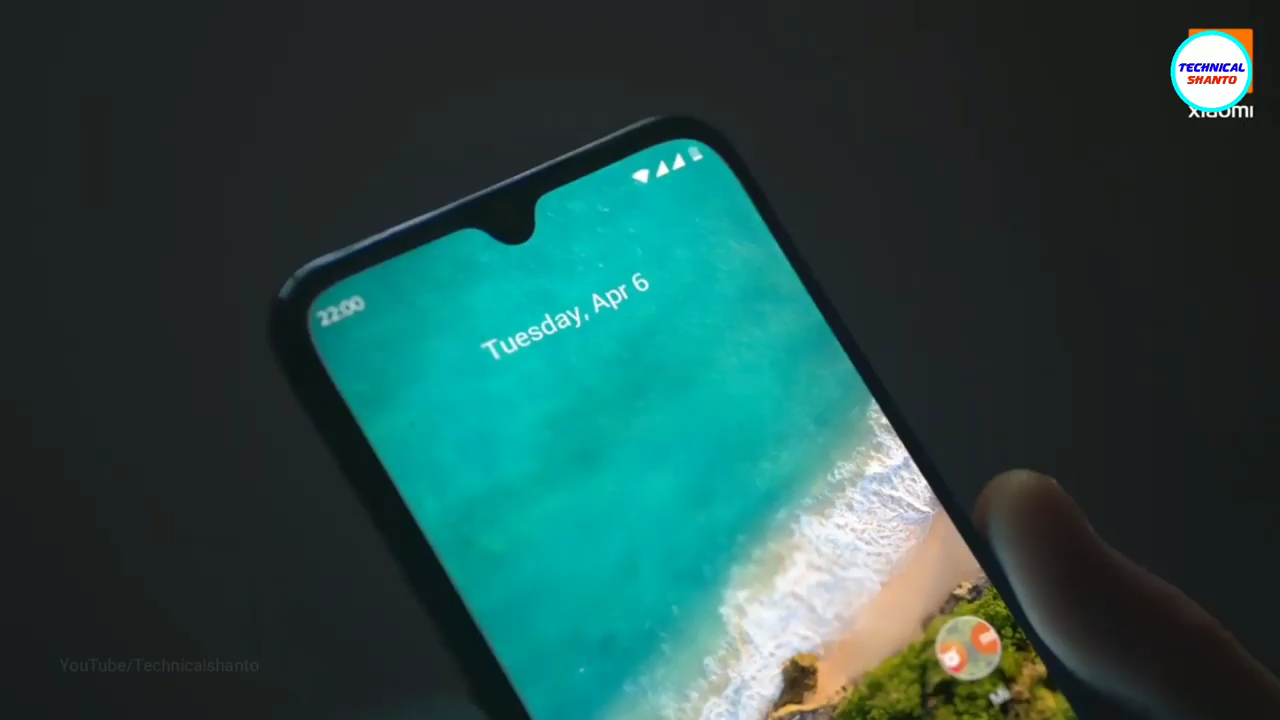 TECHNICAL
SHANTO
xiaomi
22:00
Tuesday, Apr 6
YouTube/Technicalshanto